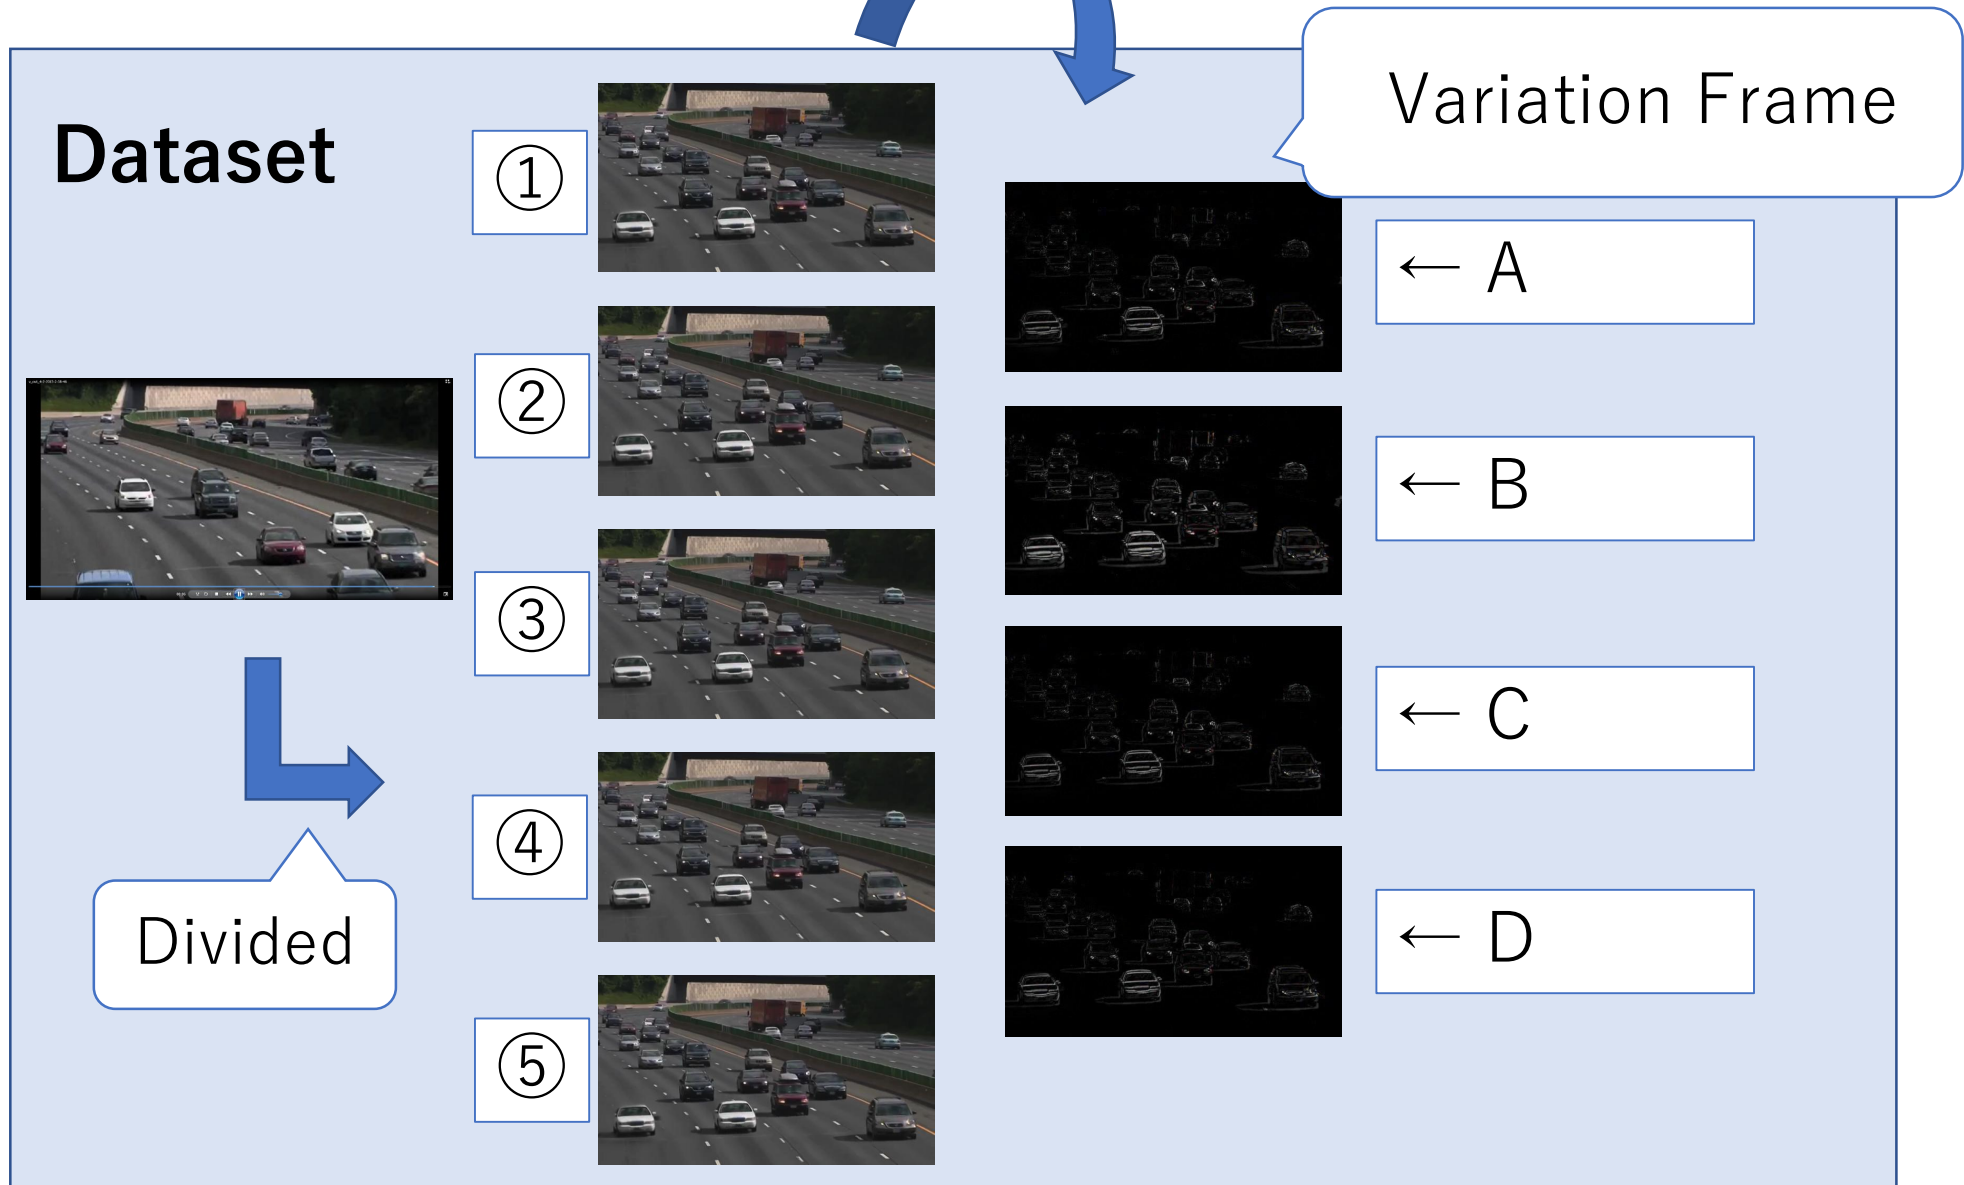 Variation Frame
Dataset
①
← A
②
← B
③
← C
④
← D
Divided
⑤